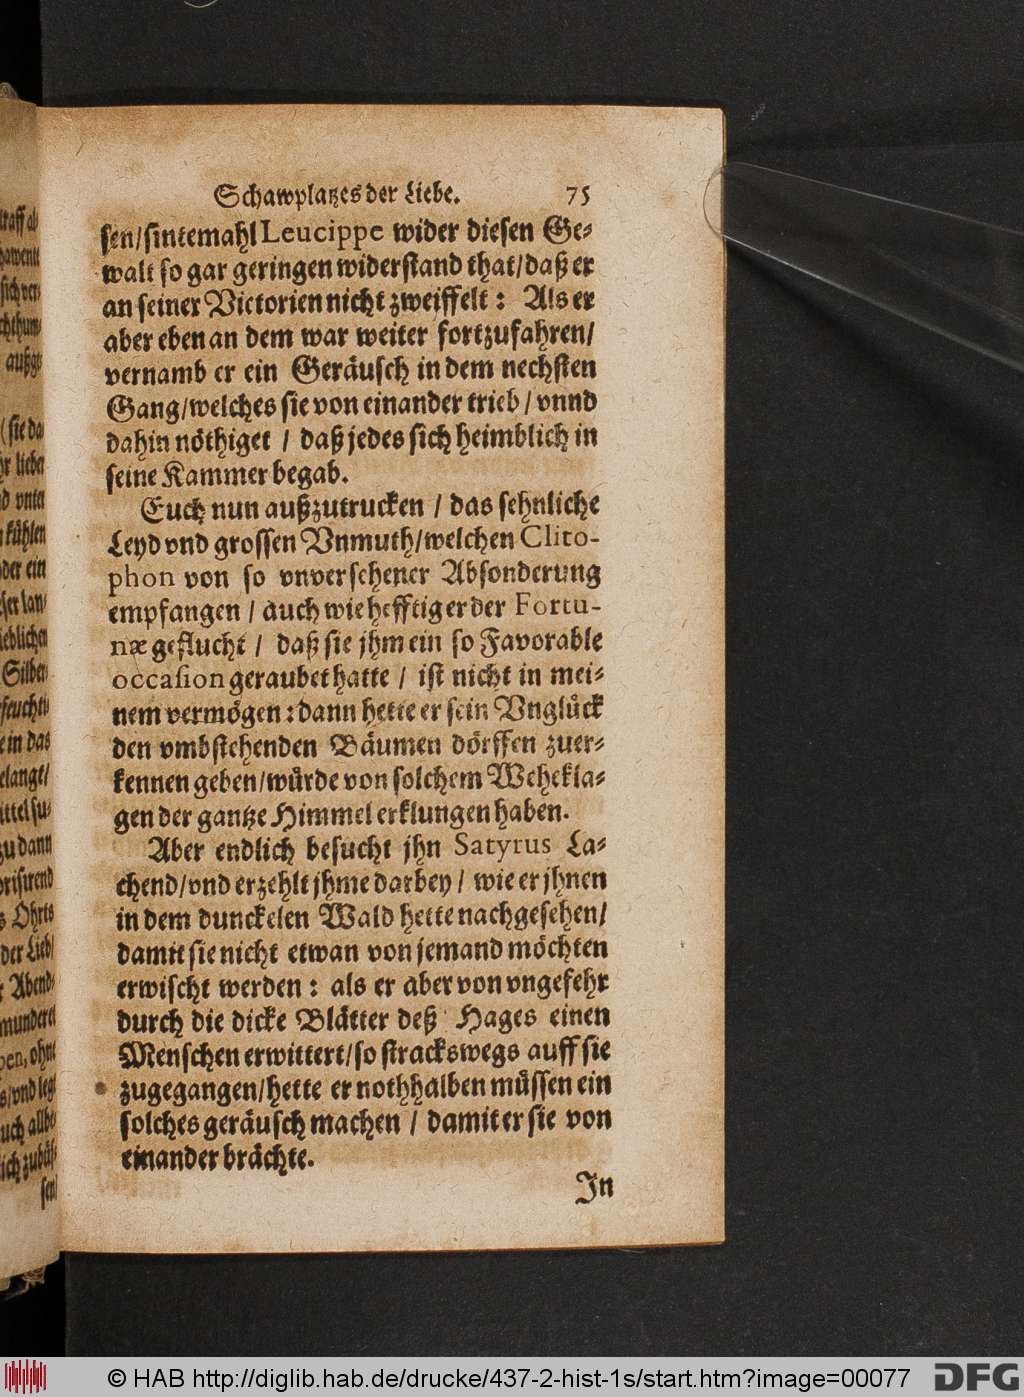 Schawplatzes der Liebe. 75
sen/sintemahl Leucippe wider diesen Ge-
walt so gar geringen widerstand that/daß er
an seiner Victorien nicht zweiffelt: Als er
aber eben an dem war weiter fortzufahren/
vernamb er ein Geräusch in dem nechsten
Gang/welches sie von einander trieb/vnnd
dahin nöthiget / daß jedes sich heimblich in
seine Kammer begab.
Euch nun außzutrucken / das sehnliche
Leyd vnd grossen Vnmuth/welchen Clito-
phon von so vnversehener Absonderung
empfangen / auch wie hefftig er der Fortu-
næ geflucht / daß sie jhm ein so Favorable
occasion geraubet hatte / ist nicht in mei-
nem vermögen: dann hette er sein Vnglück
den vmbstehenden Bäumen dörffen zuer-
kennen geben/würde von solchem Wehekla-
gen der gantze Himmel erklungen haben.
Aber endlich besucht jhn Satyrus La-
chend/vnd erzehlt jhme darbey / wie er jhnen
in dem dunckelen Wald hette nachgesehen/
damit sie nicht etwan von jemand möchten
erwischt werden: als er aber von vngefehr
durch die dicke Blätter deß Hages einen
Menschen erwittert/so strackswegs auff sie
zugegangen/hette er nothhalben müssen ein
solches geräusch machen / damit er sie von
einander brächte.
In
© HAB http://diglib.hab.de/drucke/437-2-hist-1s/start.htm?image=00077 DFG